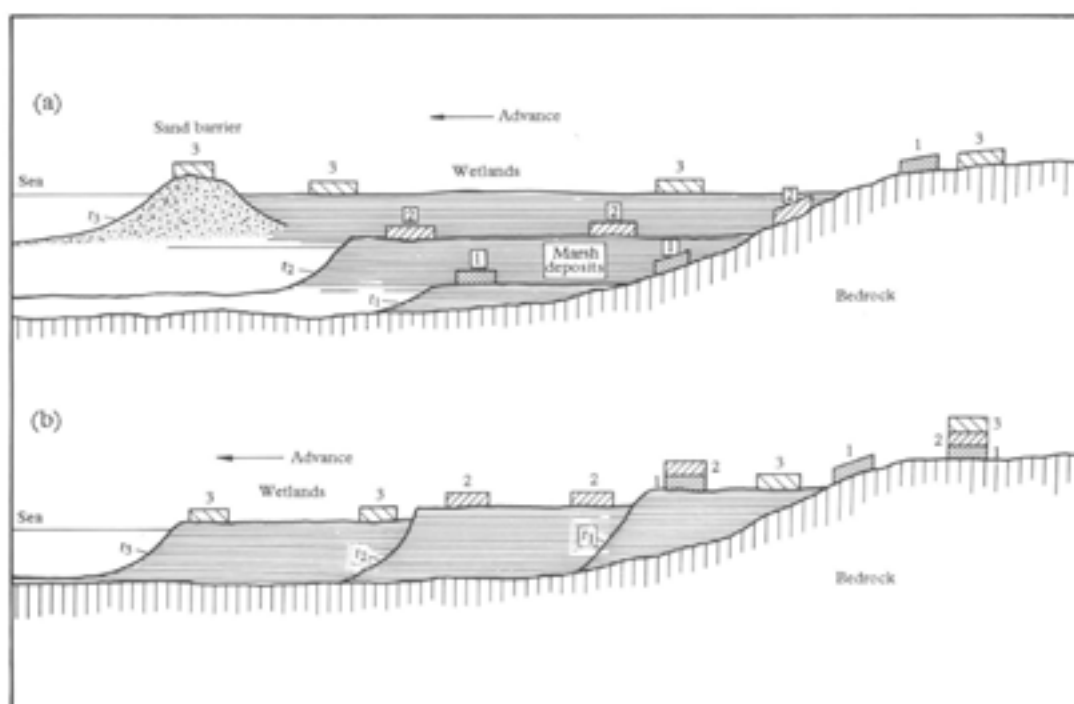 (a)
Advance
Sand barrier
3
3
Wetlands
3
1
3
Sea
t3
2
2
2
t2
1
Marsh
deposits
1
t1
Bedrock
(b)
Advance
3
2
1
Wetlands
3
3
2
2
1
2
3
1
Sea
t3
t2
t1
Bedrock